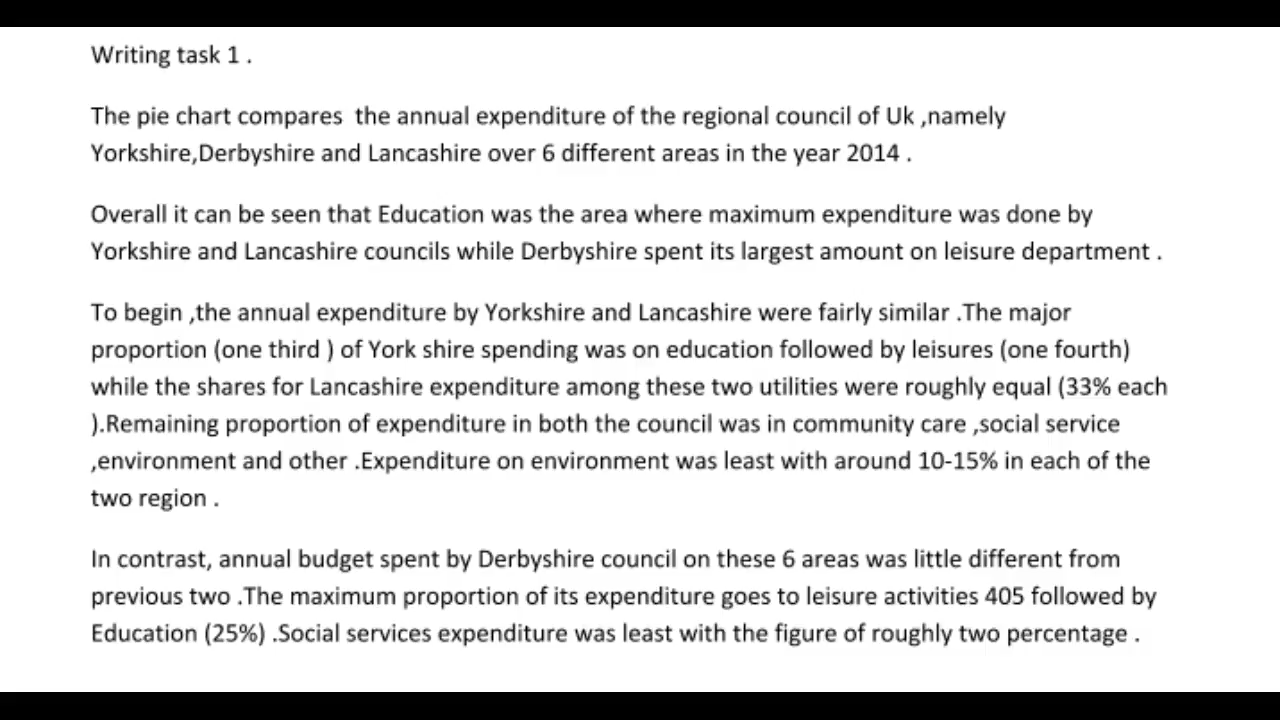 Writing task 1 .
The pie chart compares  the annual expenditure of the regional council of Uk ,namely
Yorkshire,Derbyshire and Lancashire over 6 different areas in the year 2014 .
Overall it can be seen that Education was the area where maximum expenditure was done by
Yorkshire and Lancashire councils while Derbyshire spent its largest amount on leisure department .
To begin ,the annual expenditure by Yorkshire and Lancashire were fairly similar .The major
proportion (one third ) of York shire spending was on education followed by leisures (one fourth)
while the shares for Lancashire expenditure among these two utilities were roughly equal (33% each
).Remaining proportion of expenditure in both the council was in community care ,social service
,environment and other .Expenditure on environment was least with around 10-15% in each of the
two region .
In contrast, annual budget spent by Derbyshire council on these 6 areas was little different from
previous two .The maximum proportion of its expenditure goes to leisure activities 405 followed by
Education (25%) .Social services expenditure was least with the figure of roughly two percentage .